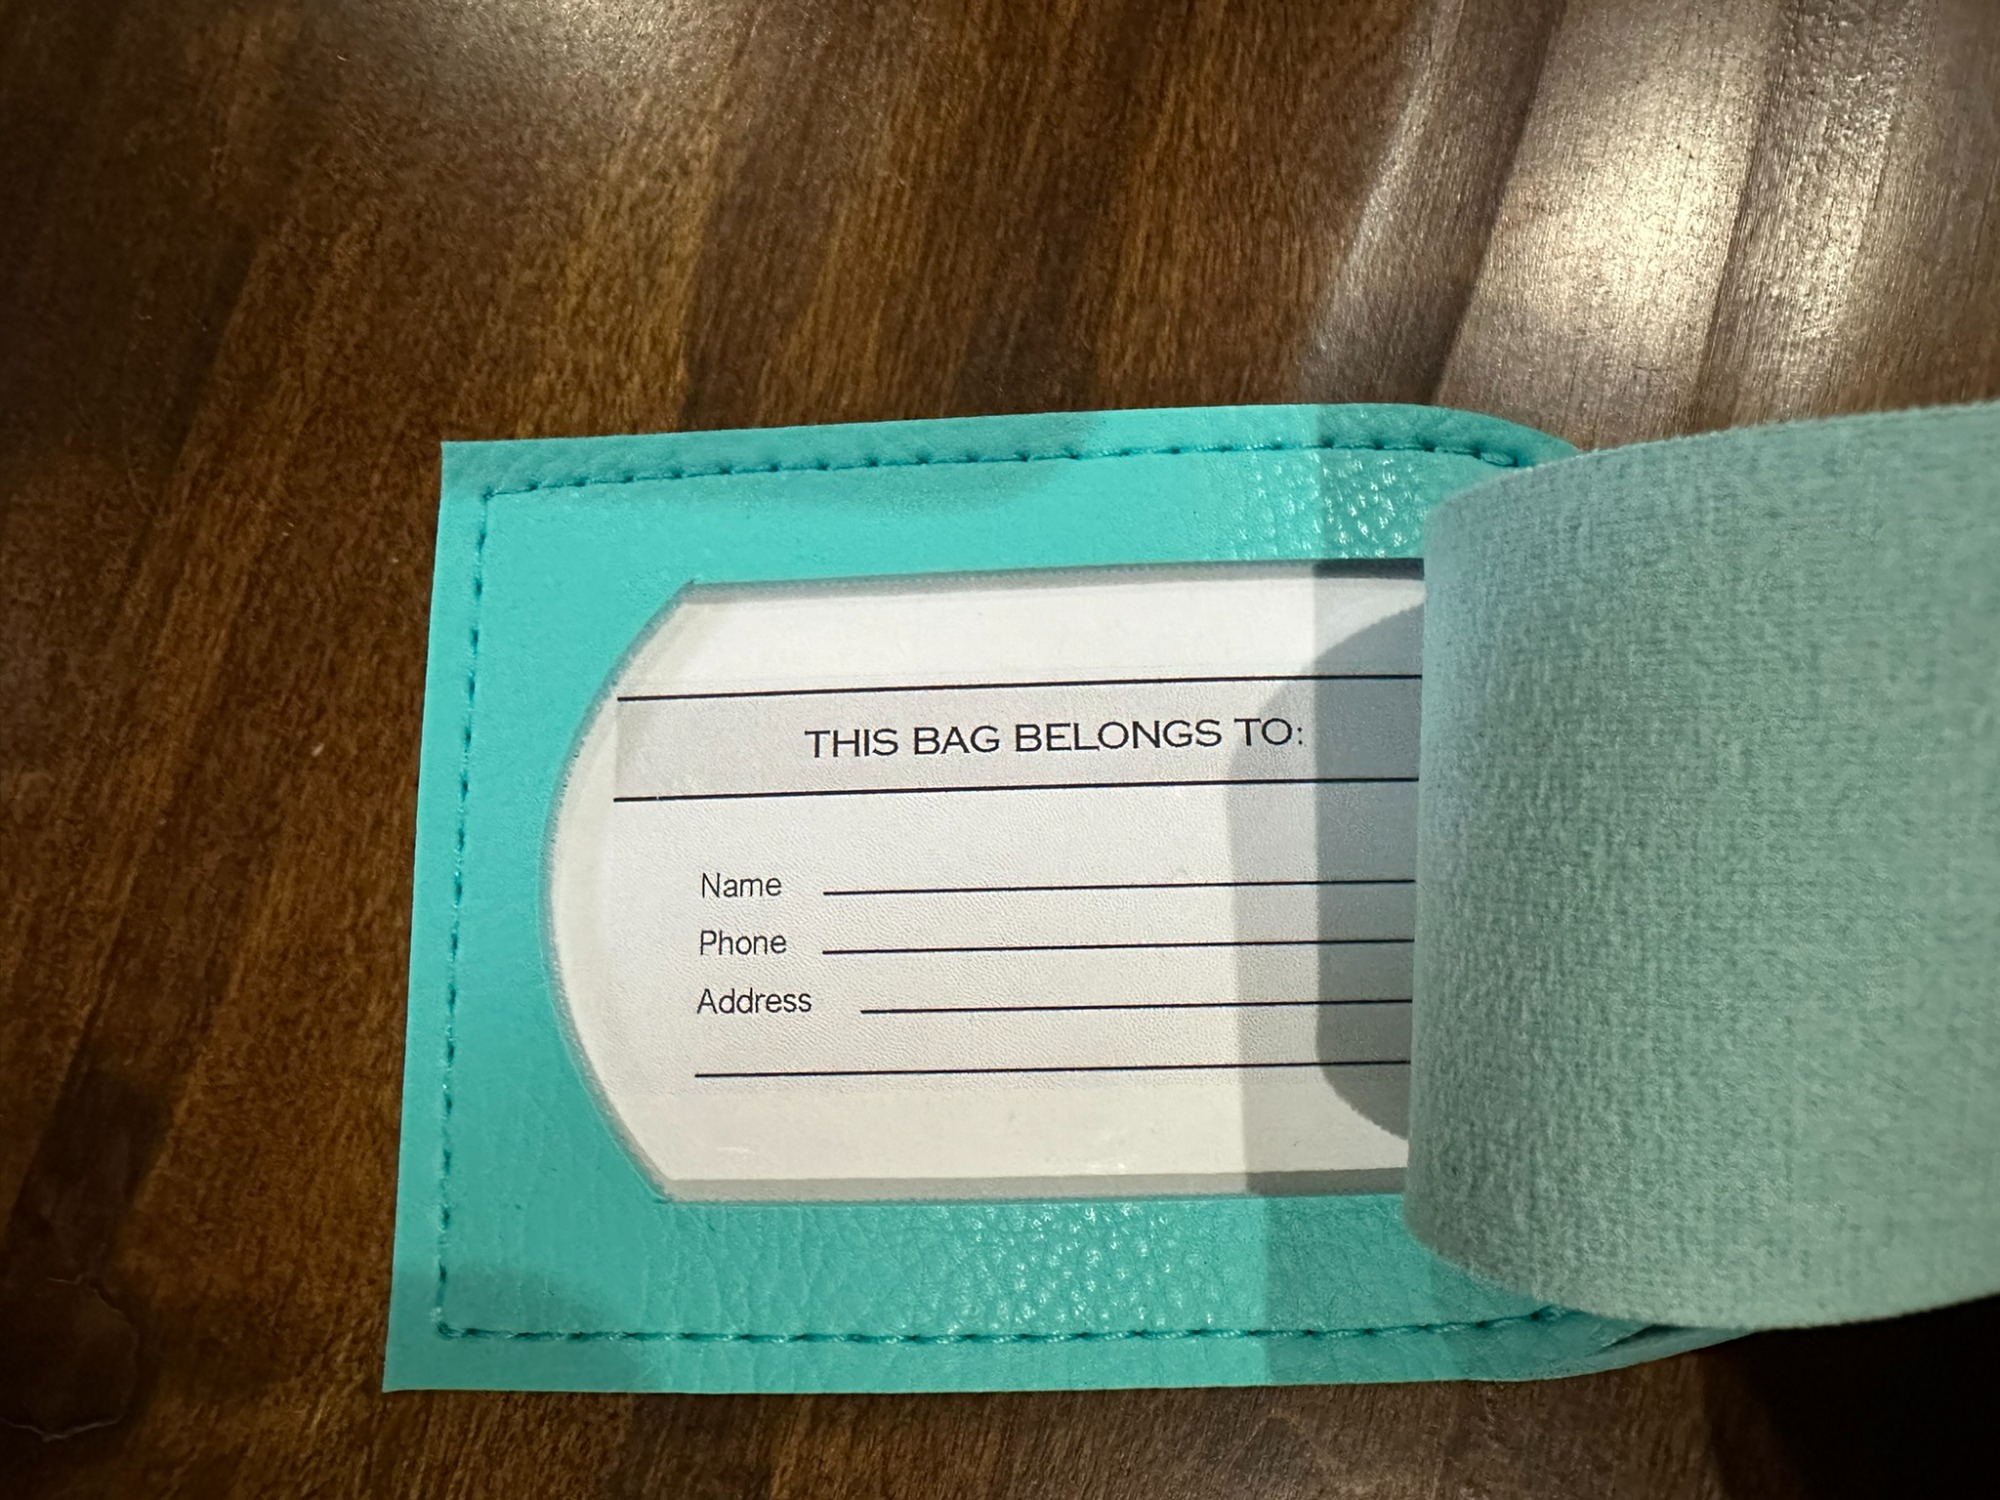 THIS BAG BELONGS TO:
Name
Phone
Address